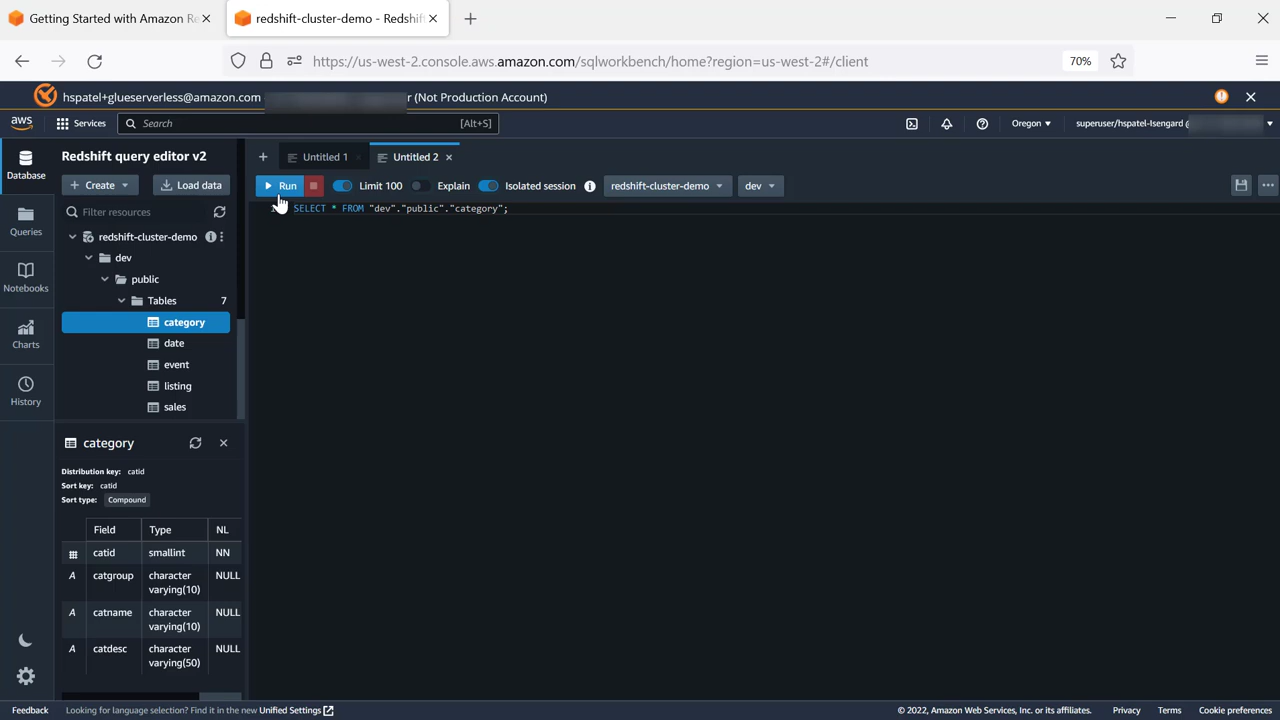 Getting Started with Amazon Re
redshift-cluster-demo - Redshift
https://us-west-2.console.aws.amazon.com/sqlworkbench/home?region=us-west-2#/client
70%
hspatel+glueserverless@amazon.com r (Not Production Account)
aws
Services
Search
[Alt+S]
Oregon
superuser/hspatel-Isengard @
Database
Queries
Notebooks
Charts
History
Redshift query editor v2
Create
Load data
Filter resources
redshift-cluster-demo
dev
public
Tables 7
category
date
event
listing
sales
category
Distribution key: catid
Sort key: catid
Sort type: Compound
Field Type NL
catid smallint NN
catgroup character varying(10) NULL
catname character varying(10) NULL
catdesc character varying(50) NULL
Untitled 1
Untitled 2
Run
Limit 100
Explain
Isolated session
redshift-cluster-demo
dev
SELECT * FROM "dev"."public"."category";
Feedback
Looking for language selection? Find it in the new Unified Settings
© 2022, Amazon Web Services, Inc. or its affiliates.
Privacy
Terms
Cookie preferences